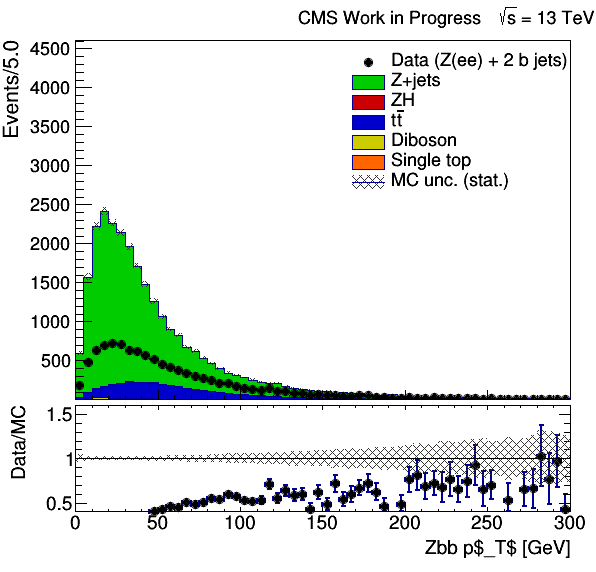 CMS Work in Progress √s = 13 TeV
Events/5.0
4500
4000
3500
3000
2500
2000
1500
1000
500
Data (Z(ee) + 2 b jets)
Z+jets
ZH
tt̅
Diboson
Single top
MC unc. (stat.)
Data/MC
1.5
1
0.5
0 50 100 150 200 250 300
Zbb p$_T$ [GeV]